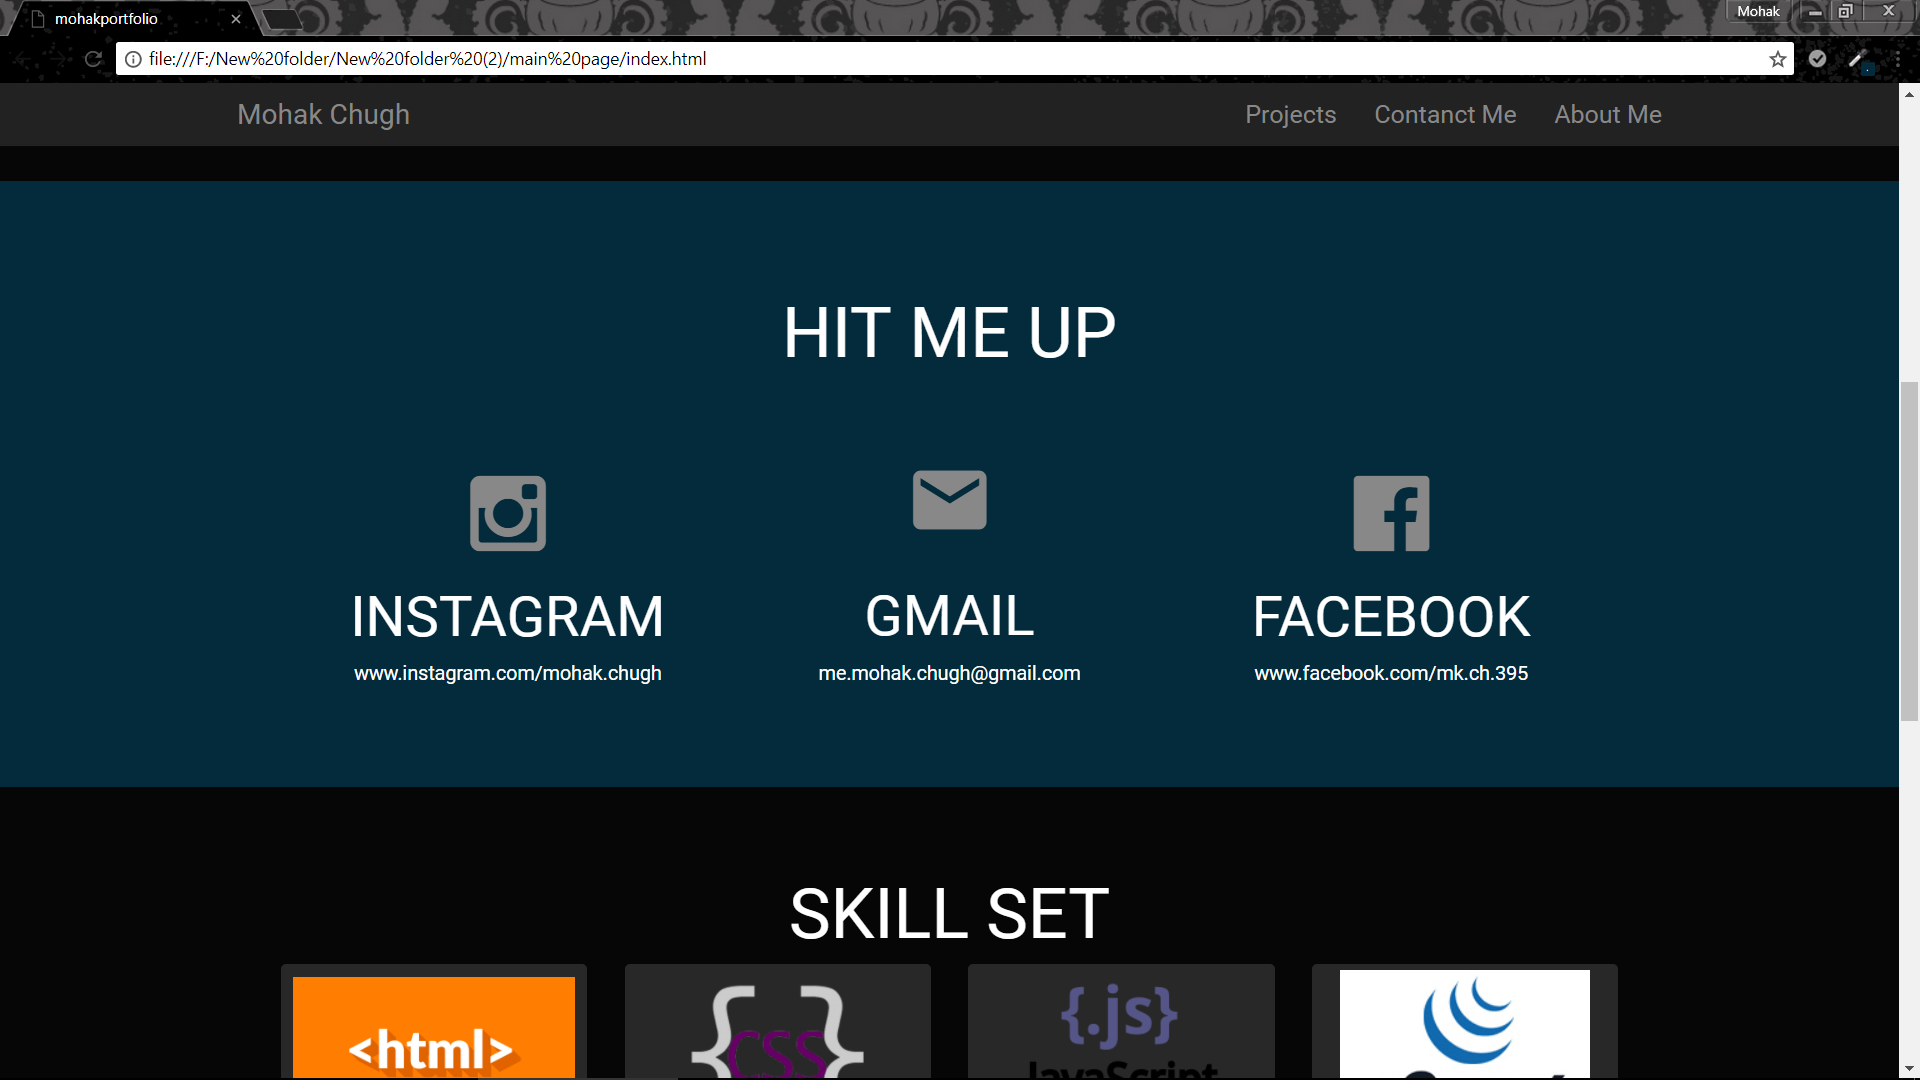 mohakportfolio
Mohak
file:///F:/New%20folder/New%20folder%20(2)/main%20page/index.html
Mohak Chugh Projects Contanct Me About Me
HIT ME UP
INSTAGRAM GMAIL FACEBOOK
www.instagram.com/mohak.chugh me.mohak.chugh@gmail.com www.facebook.com/mk.ch.395
SKILL SET
<html> { CSS } {.js}
JavaScript